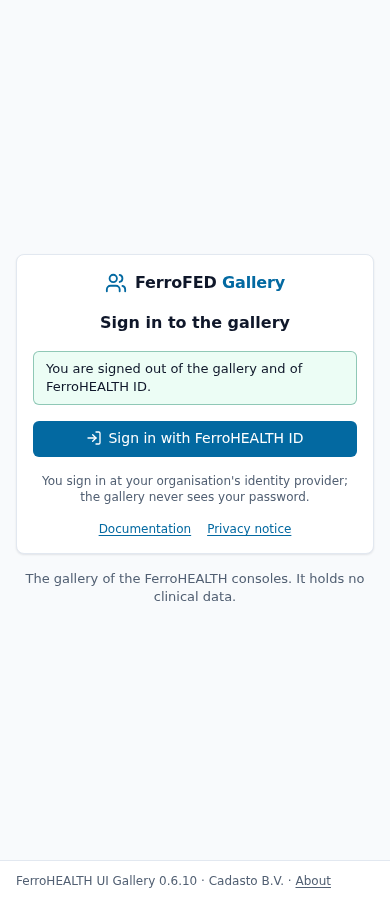 FerroFED Gallery
Sign in to the gallery
You are signed out of the gallery and of
FerroHEALTH ID.
Sign in with FerroHEALTH ID
You sign in at your organisation's identity provider;
the gallery never sees your password.
Documentation Privacy notice
The gallery of the FerroHEALTH consoles. It holds no
clinical data.
FerroHEALTH UI Gallery 0.6.10 · Cadasto B.V. · About